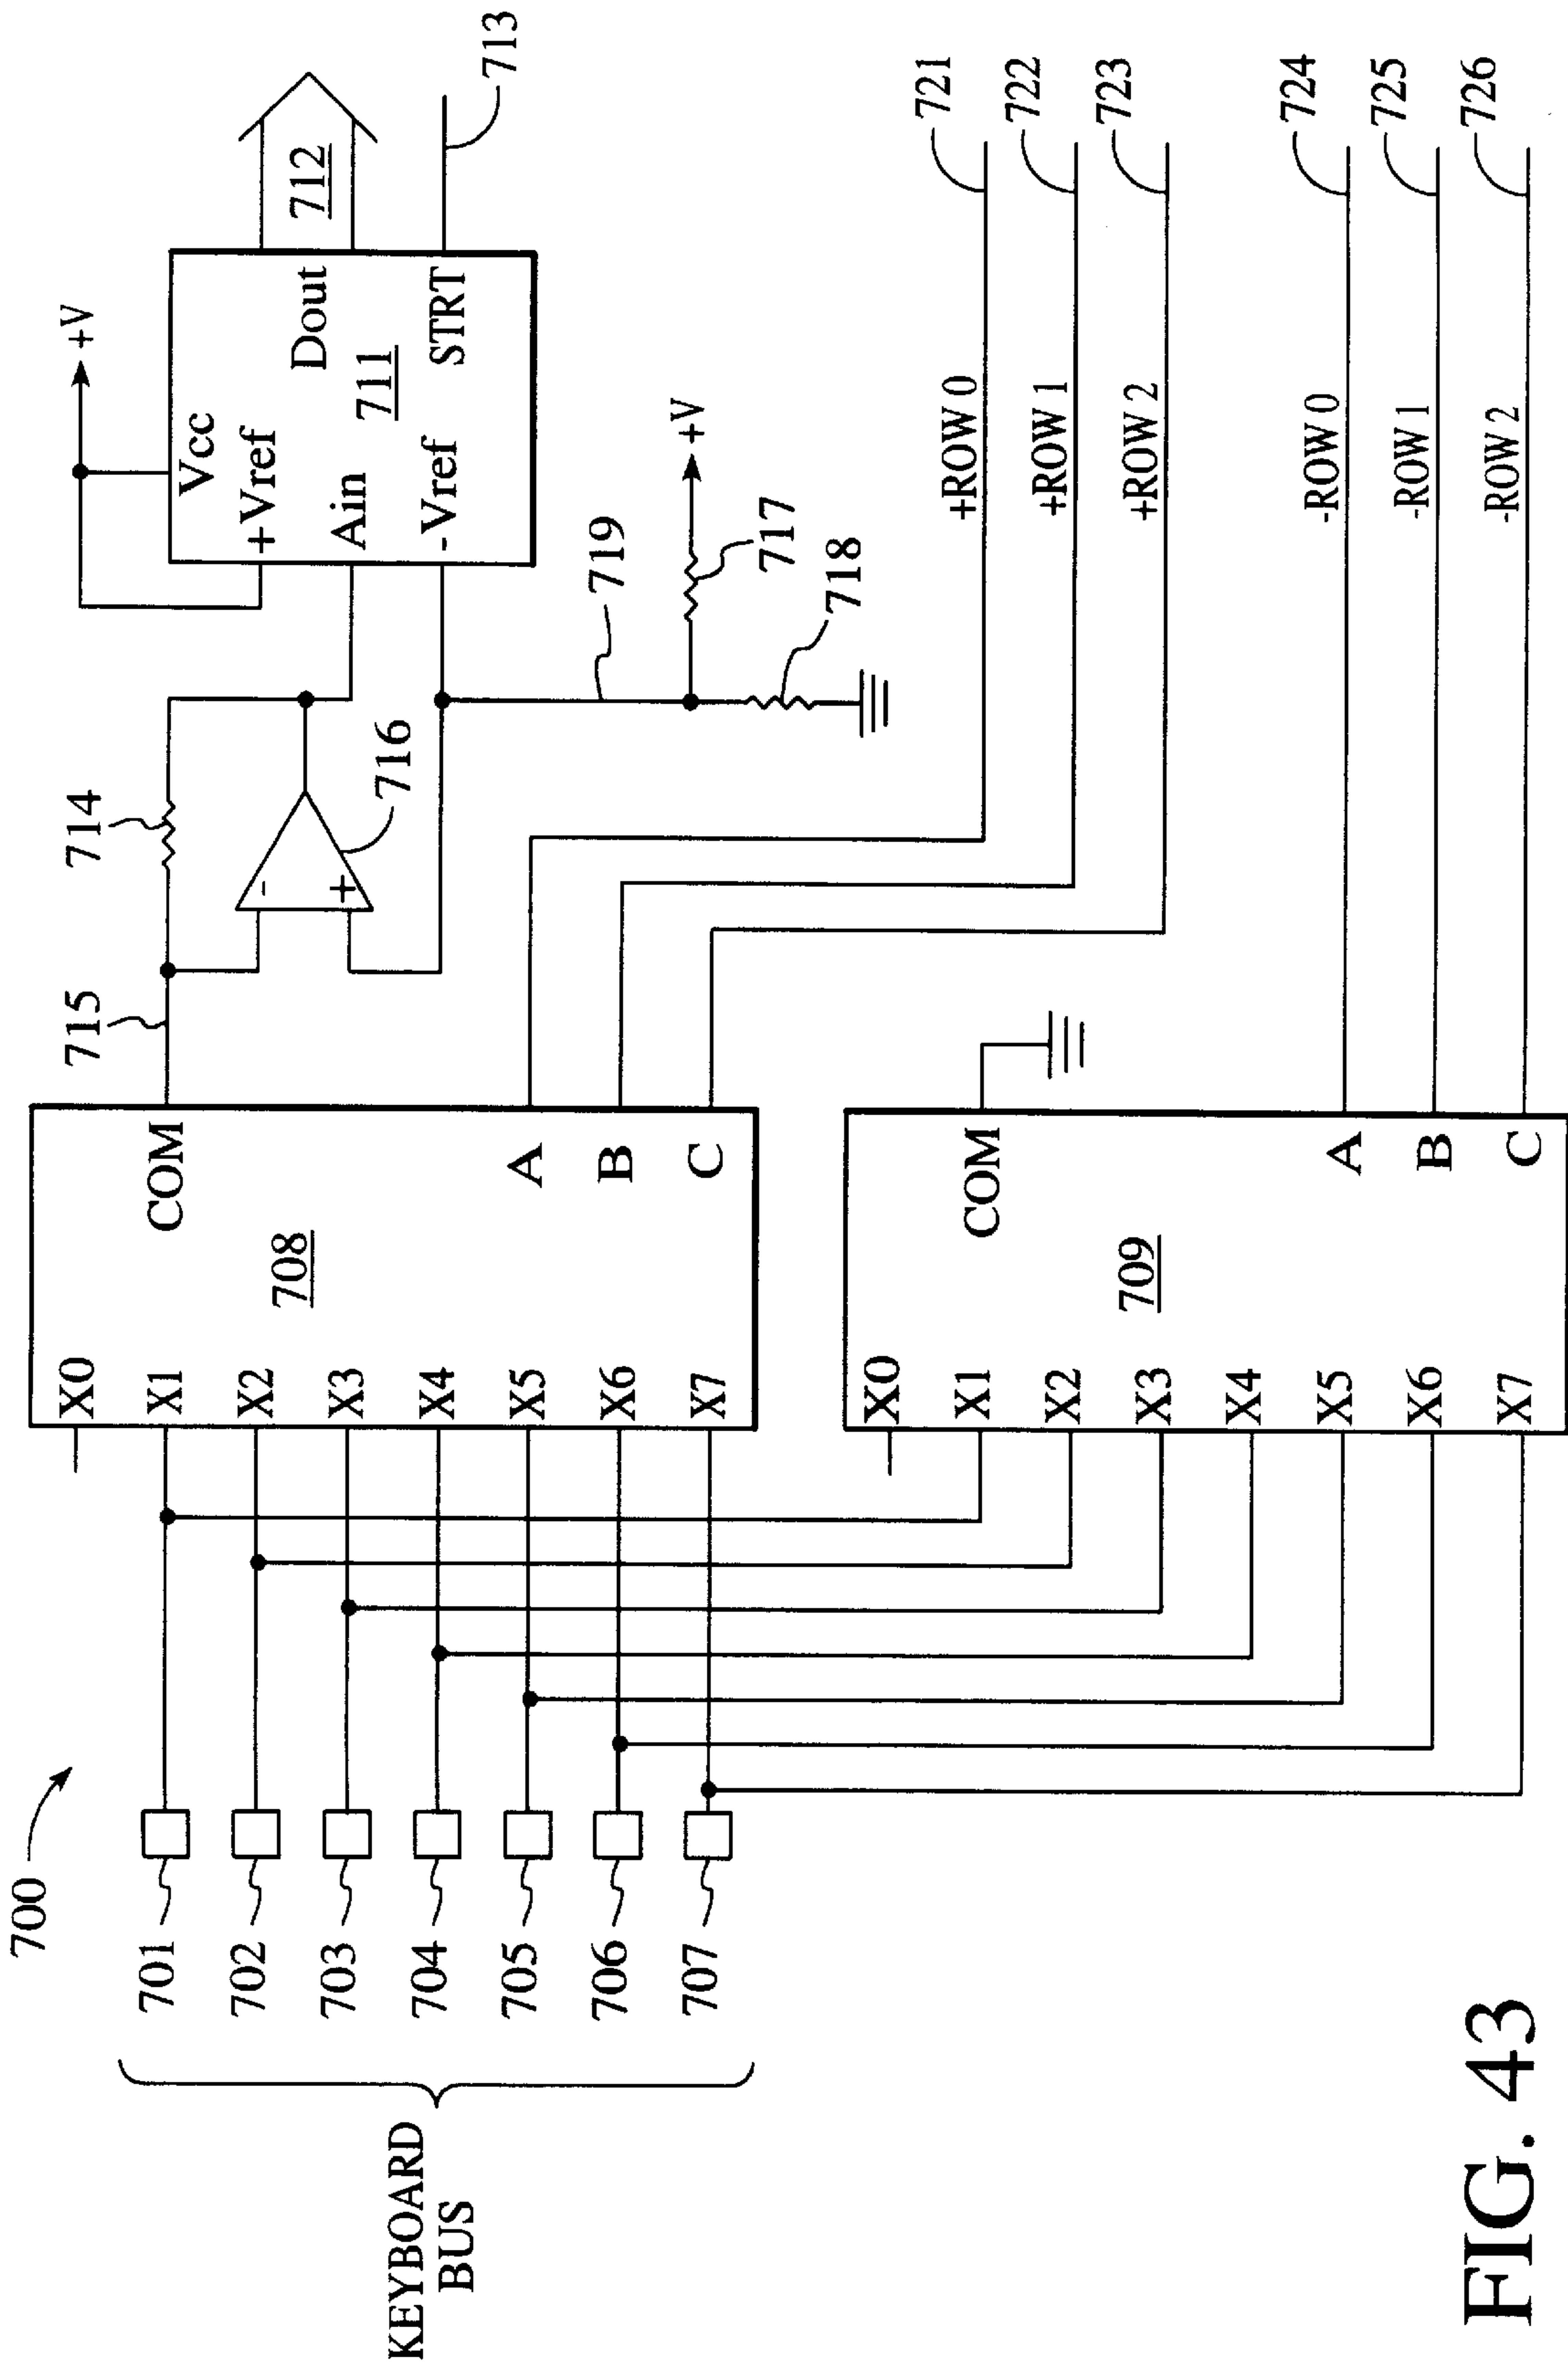 700
701
702
703
704
705
706
707
KEYBOARD
BUS
X0
X1
X2
X3
X4
X5
X6
X7
708
COM
A
B
C
X0
X1
X2
X3
X4
X5
X6
X7
709
COM
A
B
C
715
714
716
+V
Vcc
+Vref
Ain
-Vref
Dout
711
STRT
712
713
719
+V
717
718
-
+
+ROW 0
721
+ROW 1
722
+ROW 2
723
-ROW 0
724
-ROW 1
725
-ROW 2
726
FIG. 43